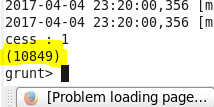 2017-04-04 23:20:00,356 [m
2017-04-04 23:20:00,356 [m
cess : 1
(10849)
grunt>
[Problem loading page...